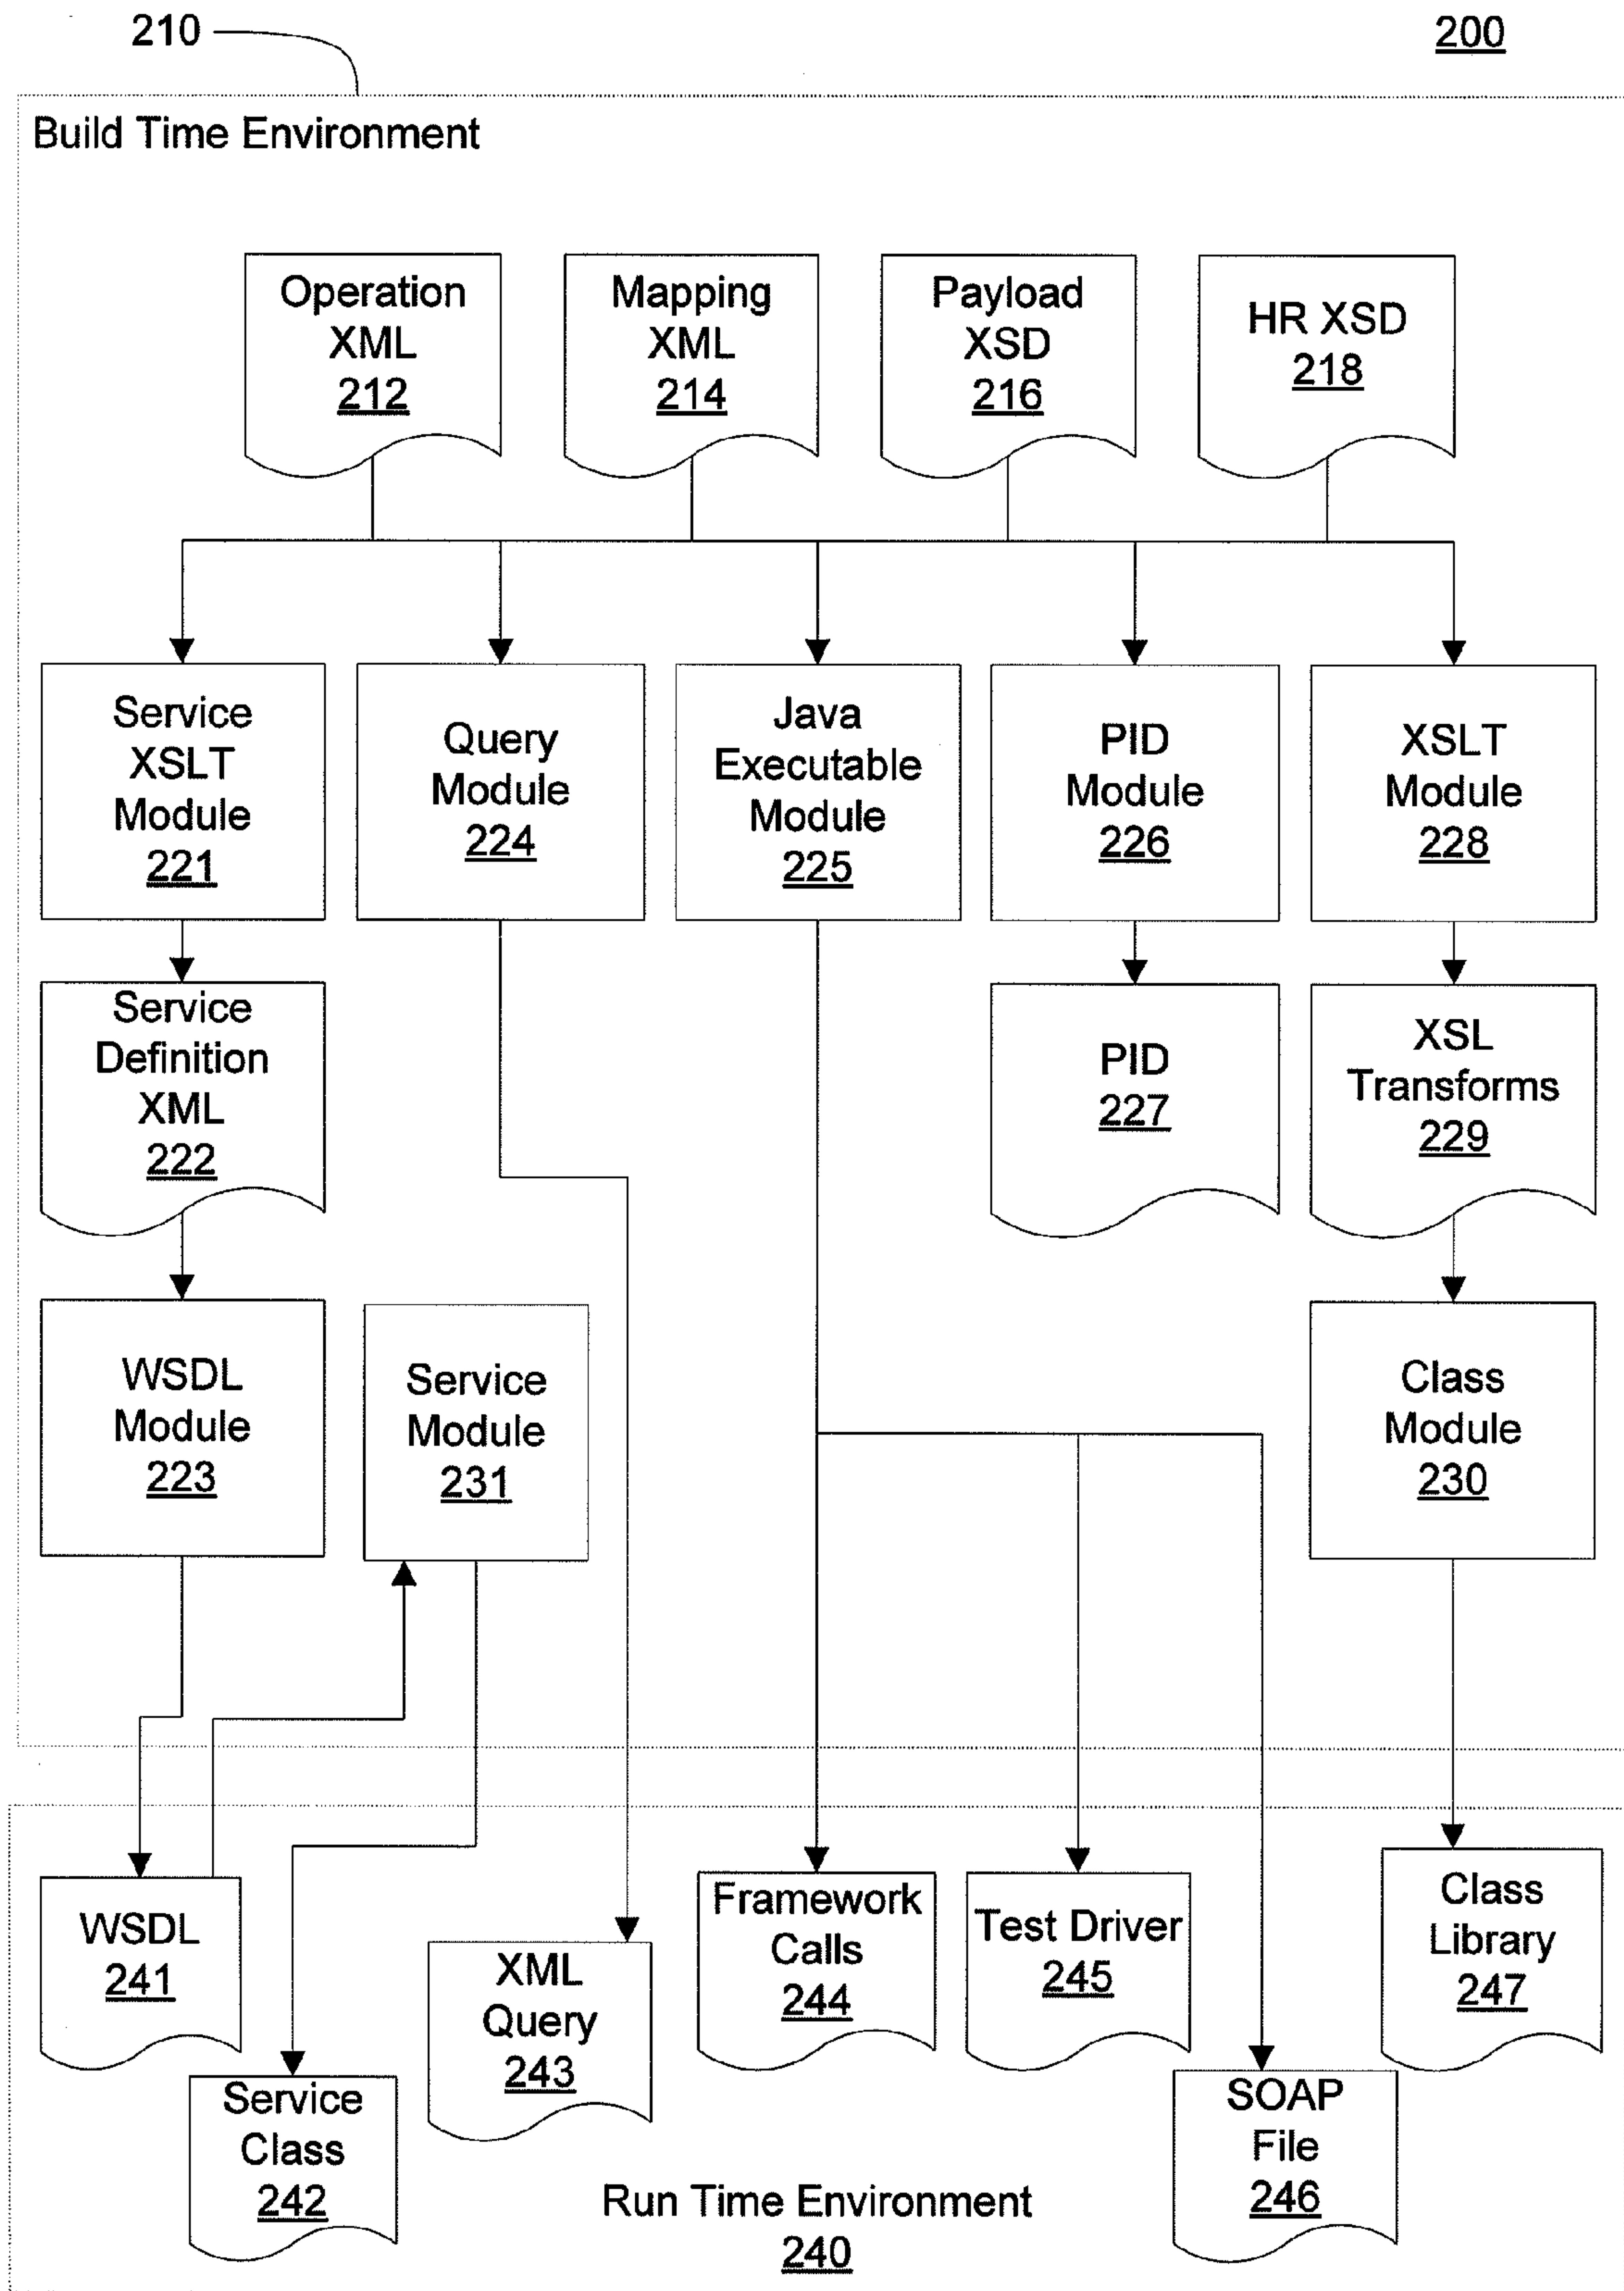 210
200
Build Time Environment
Operation
XML
212
Mapping
XML
214
Payload
XSD
216
HR XSD
218
Service
XSLT
Module
221
Query
Module
224
Java
Executable
Module
225
PID
Module
226
XSLT
Module
228
Service
Definition
XML
222
PID
227
XSL
Transforms
229
WSDL
Module
223
Service
Module
231
Class
Module
230
WSDL
241
Service
Class
242
XML
Query
243
Framework
Calls
244
Test Driver
245
SOAP
File
246
Class
Library
247
Run Time Environment
240